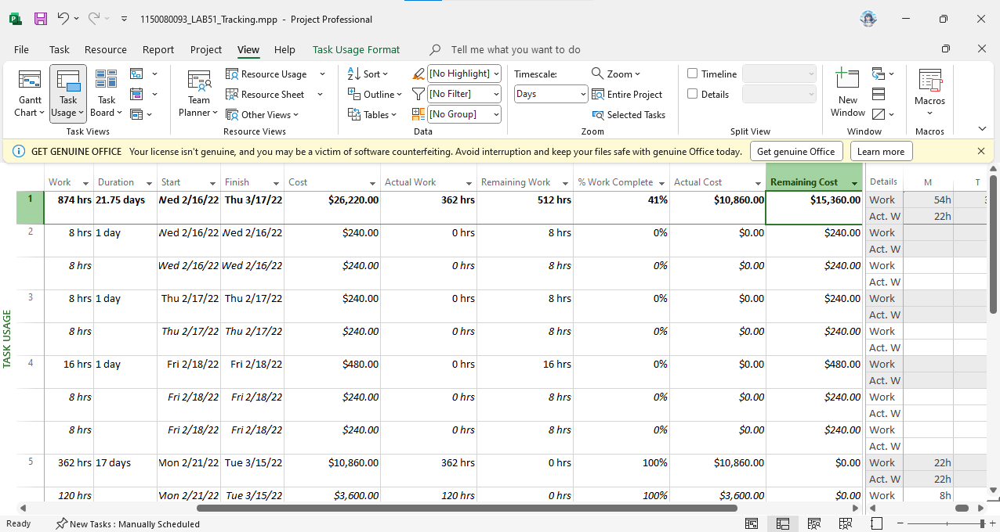 1150080093_LAB51_Tracking.mpp - Project Professional
File Task Resource Report Project View Help Task Usage Format Tell me what you want to do
Gantt Chart
Task Usage
Task Board
Task Views
Team Planner
Resource Usage
Resource Sheet
Other Views
Resource Views
Sort
Outline
Tables
[No Highlight]
[No Filter]
[No Group]
Data
Timescale:
Days
Zoom
Entire Project
Selected Tasks
Zoom
Timeline
Details
Split View
New Window
Window
Macros
Macros
GET GENUINE OFFICE Your license isn't genuine, and you may be a victim of software counterfeiting. Avoid interruption and keep your files safe with genuine Office today. Get genuine Office Learn more
Work Duration Start Finish Cost Actual Work Remaining Work % Work Complete Actual Cost Remaining Cost Details M T
1 874 hrs 21.75 days Wed 2/16/22 Thu 3/17/22 $26,220.00 362 hrs 512 hrs 41% $10,860.00 $15,360.00 Work 54h
Act. W 22h
2 8 hrs 1 day Wed 2/16/22 Wed 2/16/22 $240.00 0 hrs 8 hrs 0% $0.00 $240.00 Work
Act. W
8 hrs Wed 2/16/22 Wed 2/16/22 $240.00 0 hrs 8 hrs 0% $0.00 $240.00 Work
Act. W
3 8 hrs 1 day Thu 2/17/22 Thu 2/17/22 $240.00 0 hrs 8 hrs 0% $0.00 $240.00 Work
Act. W
8 hrs Thu 2/17/22 Thu 2/17/22 $240.00 0 hrs 8 hrs 0% $0.00 $240.00 Work
Act. W
4 16 hrs 1 day Fri 2/18/22 Fri 2/18/22 $480.00 0 hrs 16 hrs 0% $0.00 $480.00 Work
Act. W
8 hrs Fri 2/18/22 Fri 2/18/22 $240.00 0 hrs 8 hrs 0% $0.00 $240.00 Work
Act. W
8 hrs Fri 2/18/22 Fri 2/18/22 $240.00 0 hrs 8 hrs 0% $0.00 $240.00 Work
Act. W
5 362 hrs 17 days Mon 2/21/22 Tue 3/15/22 $10,860.00 362 hrs 0 hrs 100% $10,860.00 $0.00 Work 22h
Act. W 22h
120 hrs Mon 2/21/22 Tue 3/15/22 $3,600.00 120 hrs 0 hrs 100% $3,600.00 $0.00 Work 8h
TASK USAGE
Ready New Tasks : Manually Scheduled